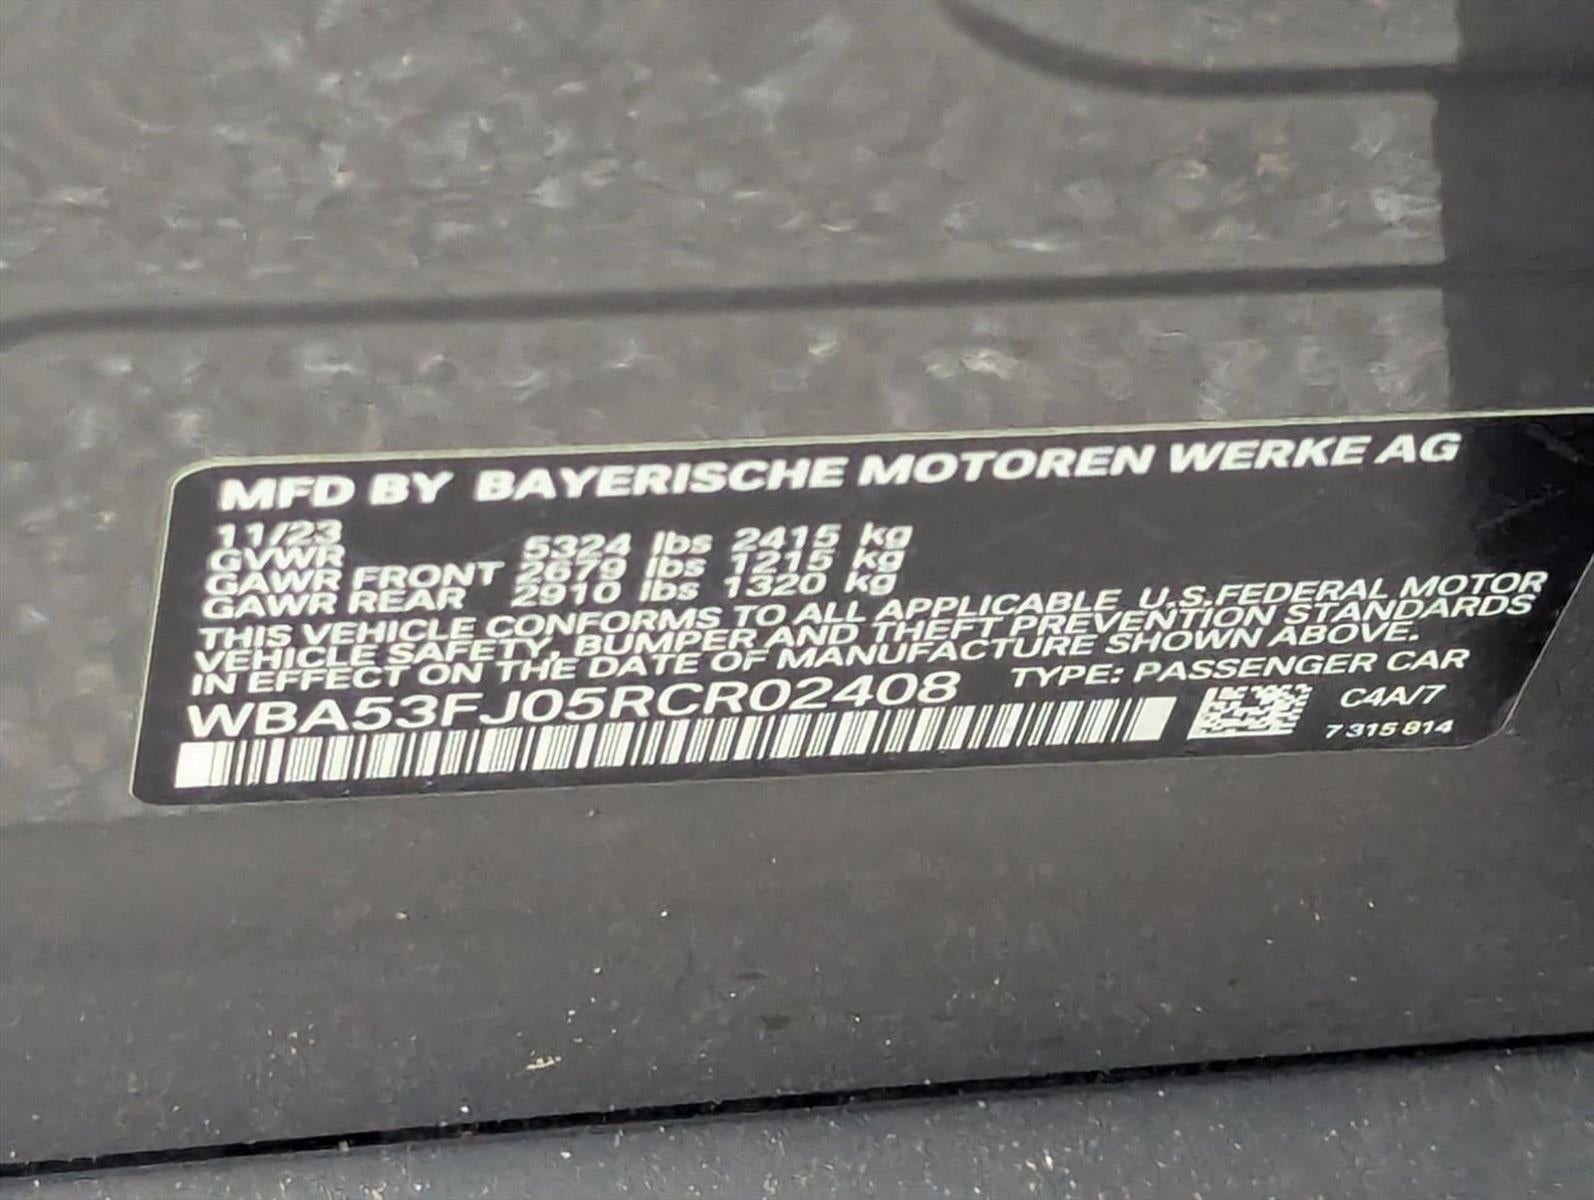 MFD BY BAYERISCHE MOTOREN WERKE AG
11/23
GVWR 5324 lbs 2415 kg
GAWR FRONT 2679 lbs 1215 kg
GAWR REAR 2910 lbs 1320 kg
THIS VEHICLE CONFORMS TO ALL APPLICABLE U.S.FEDERAL MOTOR
VEHICLE SAFETY, BUMPER AND THEFT PREVENTION STANDARDS
IN EFFECT ON THE DATE OF MANUFACTURE SHOWN ABOVE.
WBA53FJ05RCR02408 TYPE: PASSENGER CAR
C4A/7
7 315 814